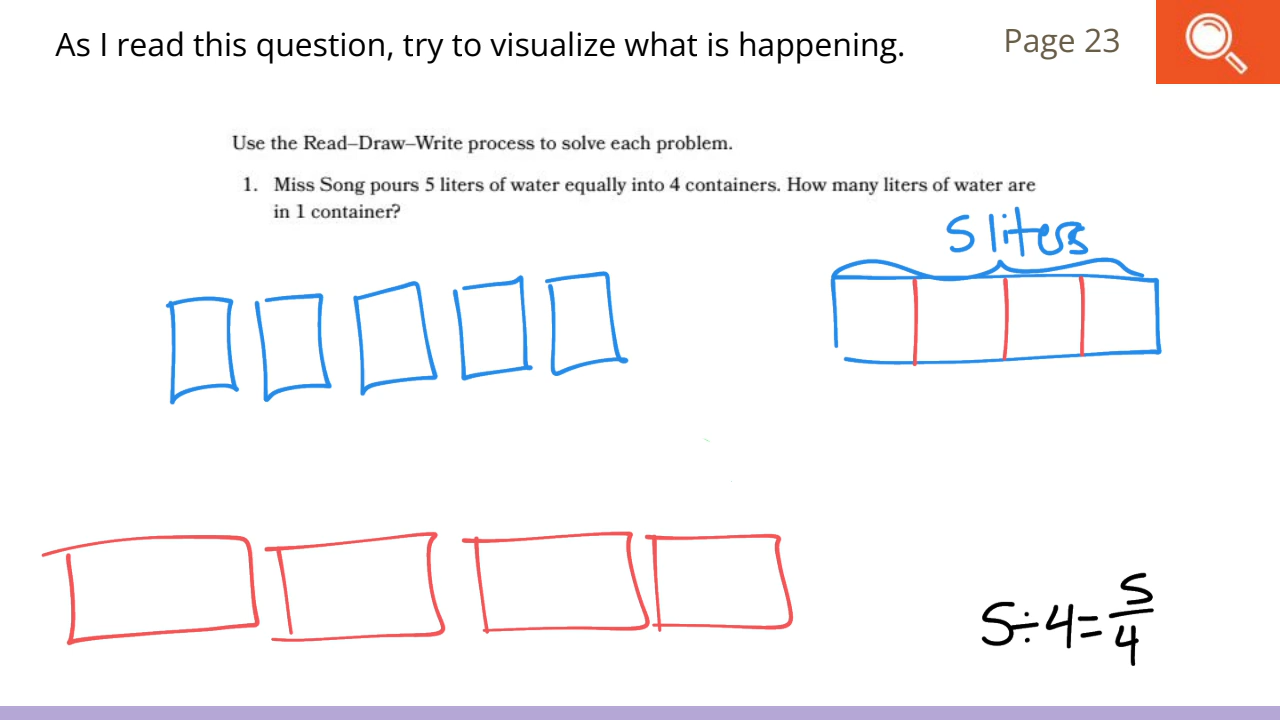 As I read this question, try to visualize what is happening.
Page 23
Use the Read–Draw–Write process to solve each problem.
1. Miss Song pours 5 liters of water equally into 4 containers. How many liters of water are
in 1 container?
5 liters
5÷4=5/4